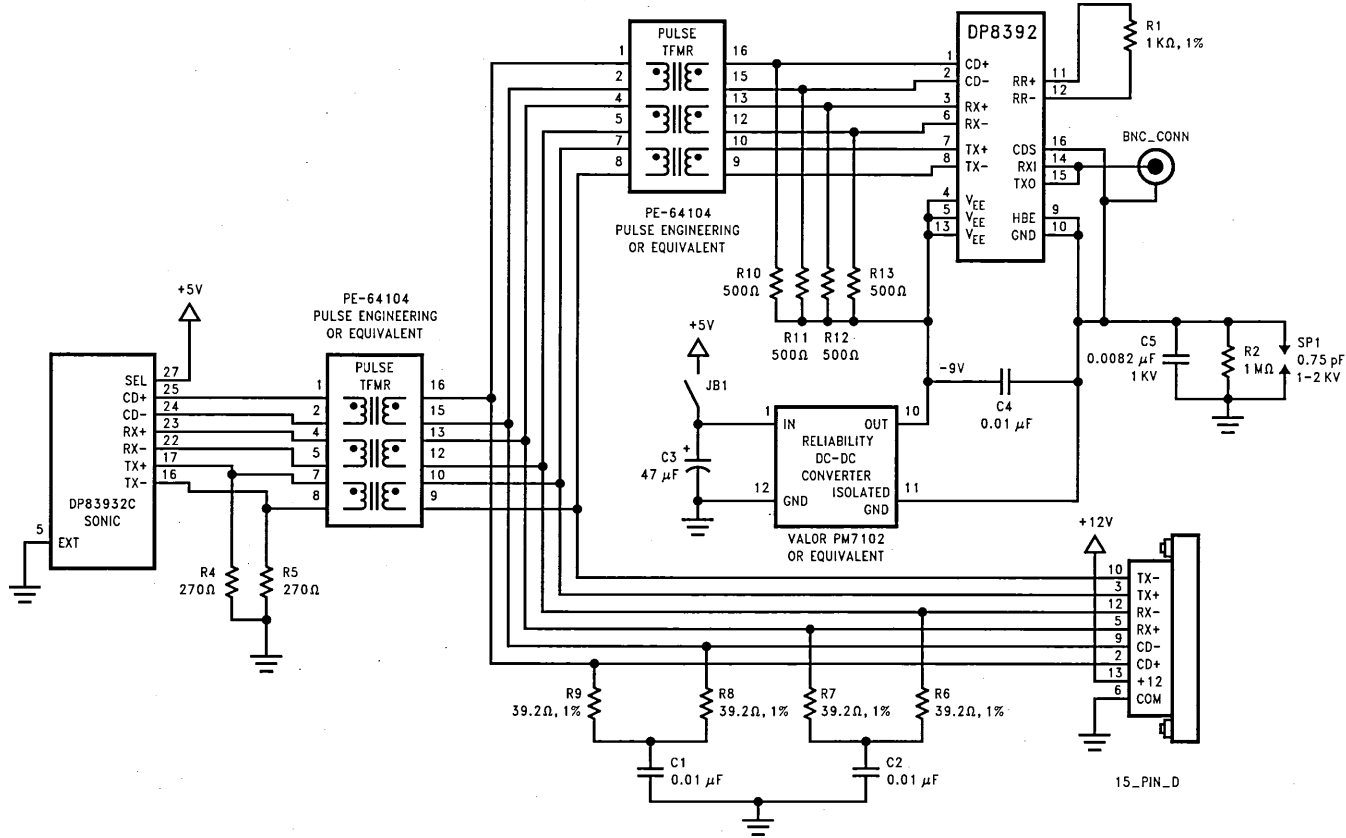 PULSE
TFMR
1
2
4
5
7
8
16
15
13
12
10
9
PE-64104
PULSE ENGINEERING
OR EQUIVALENT
DP8392
1
2
3
6
7
8
4
5
13
CD+
CD-
RX+
RX-
TX+
TX-
VEE
VEE
VEE
RR+
RR-
CDS
RXI
TXO
HBE
GND
11
12
16
14
15
9
10
R1
1KΩ, 1%
BNC_CONN
R10
500Ω
R11
500Ω
R12
500Ω
R13
500Ω
+5V
JB1
C3
+
47 µF
-9V
C4
0.01 µF
C5
0.0082 µF
1 KV
R2
1 MΩ
SP1
0.75 pF
1-2 KV
1
12
IN
OUT
RELIABILITY
DC-DC
CONVERTER
GND
ISOLATED
GND
10
11
VALOR PM7102
OR EQUIVALENT
+5V
SEL
CD+
CD-
RX+
RX-
TX+
TX-
DP83932C
SONIC
EXT
27
25
24
23
22
17
16
5
PE-64104
PULSE ENGINEERING
OR EQUIVALENT
PULSE
TFMR
1
2
4
5
7
8
16
15
13
12
10
9
R4
270Ω
R5
270Ω
+12V
10
3
12
5
9
2
13
6
TX-
TX+
RX-
RX+
CD-
CD+
+12
COM
15_PIN_D
R9
39.2Ω, 1%
R8
39.2Ω, 1%
R7
39.2Ω, 1%
R6
39.2Ω, 1%
C1
0.01 µF
C2
0.01 µF